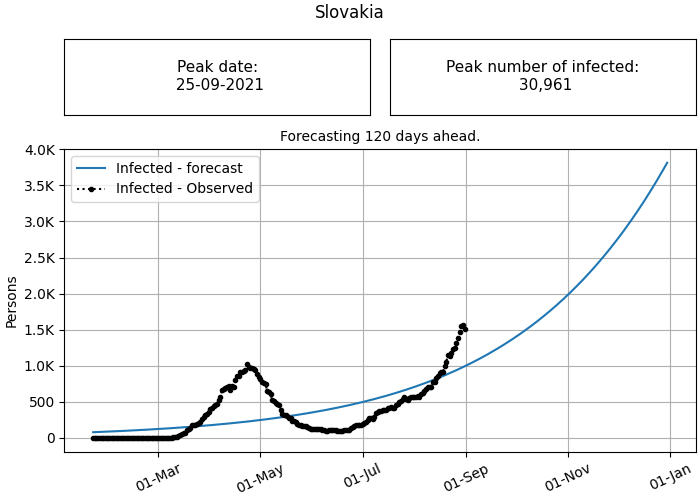 Slovakia
Peak date:
25-09-2021
Peak number of infected:
30,961
Forecasting 120 days ahead.
4.0K
3.5K
3.0K
2.5K
2.0K
1.5K
1.0K
500
0
Persons
Infected - forecast
Infected - Observed
01-Mar
01-May
01-Jul
01-Sep
01-Nov
01-Jan